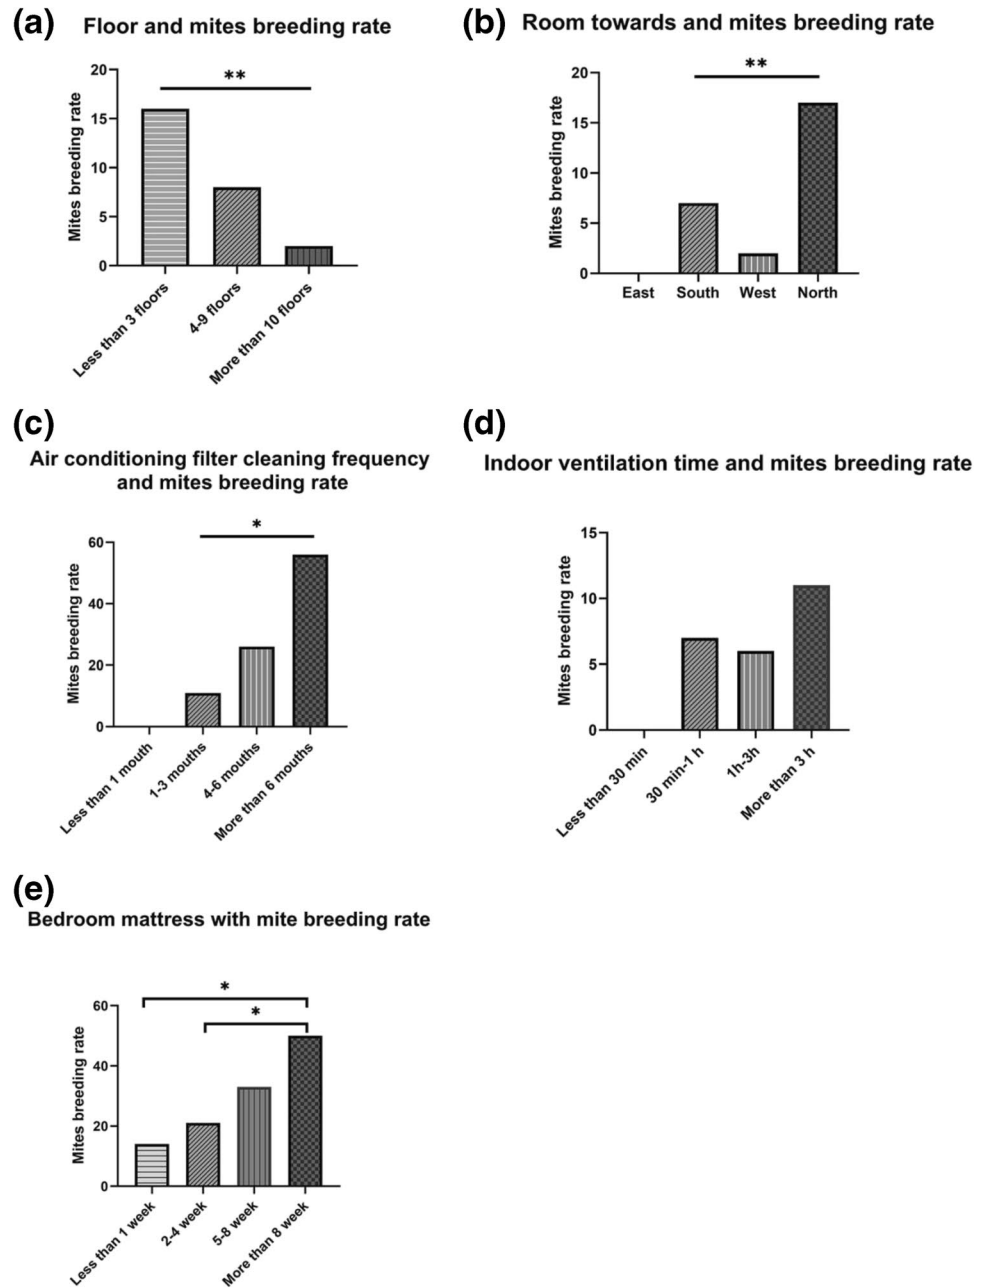 (a)
Floor and mites breeding rate
**
20
15
10
5
0
Mites breeding rate
Less than 3 floors
4-9 floors
More than 10 floors
(b)
Room towards and mites breeding rate
**
20
15
10
5
0
Mites breeding rate
East South West North
(c)
Air conditioning filter cleaning frequency
and mites breeding rate
*
60
40
20
0
Mites breeding rate
Less than 1 mouth
1-3 mouths
4-6 mouths
More than 6 mouths
(d)
Indoor ventilation time and mites breeding rate
15
10
5
0
Mites breeding rate
Less than 30 min
30 min-1 h
1h-3h
More than 3 h
(e)
Bedroom mattress with mite breeding rate
*
*
60
40
20
0
Mites breeding rate
Less than 1 week
2-4 week
5-8 week
More than 8 week